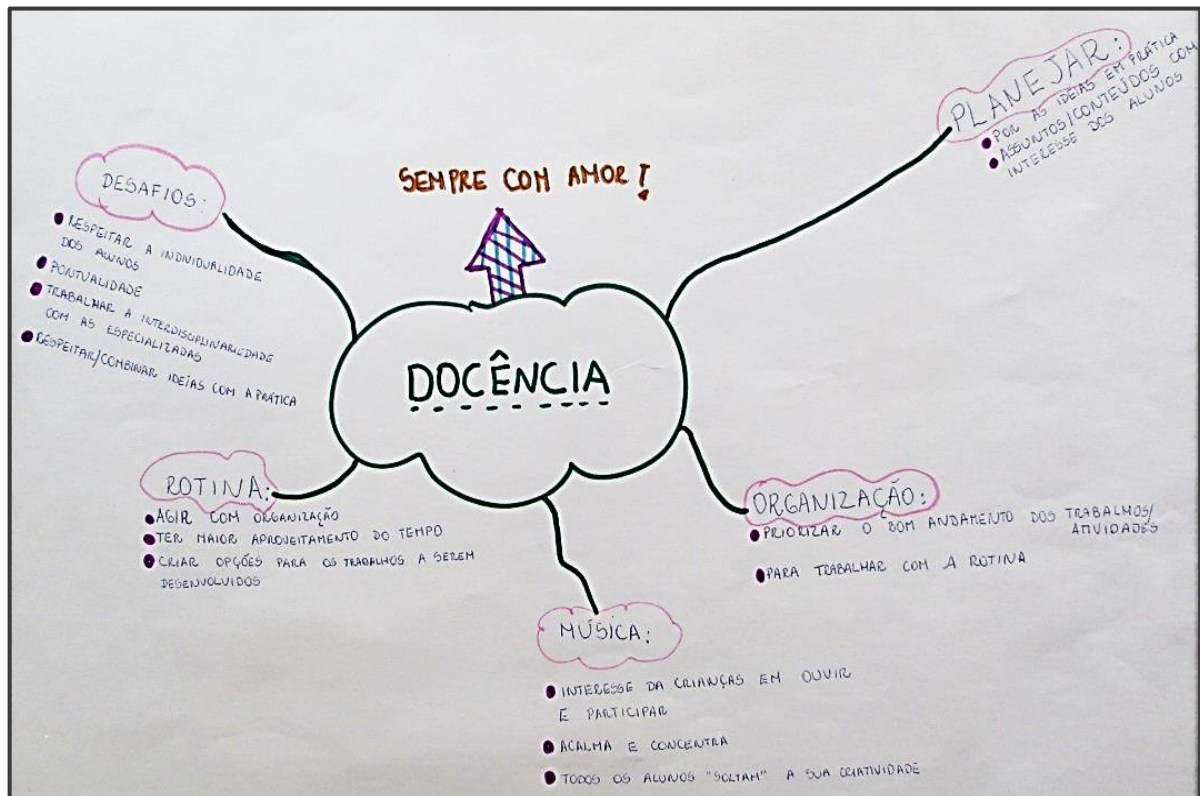 SEMPRE COM AMOR!
DOCÊNCIA
DESAFIOS:
RESPEITAR A INDIVIDUALIDADE
DOS ALUNOS
PONTUALIDADE
TRABALHAR A INTERDISCIPLINARIEDADE
COM AS ESPECIALIZADAS
RESPEITAR/COMBINAR IDEÍAS COM A PRÁTICA
PLANEJAR:
POR AS IDÉIAS EM PRÁTICA
ASSUNTOS/CONTEÚDOS COM
INTERESSE DOS ALUNOS
ROTINA:
AGIR COM ORGANIZAÇÃO
TER MAIOR APROVEITAMENTO DO TEMPO
CRIAR OPÇÕES PARA OS TRABALHOS A SEREM
DESENVOLVIDOS
ORGANIZAÇÃO:
PRIORIZAR O BOM ANDAMENTO DOS TRABALHOS/
ATIVIDADES
PARA TRABALHAR COM A ROTINA
MÚSICA:
INTERESSE DA CRIANÇAS EM OUVIR
E PARTICIPAR
ACALMA E CONCENTRA
TODOS OS ALUNOS "SOLTAM" A SUA CRIATIVIDADE